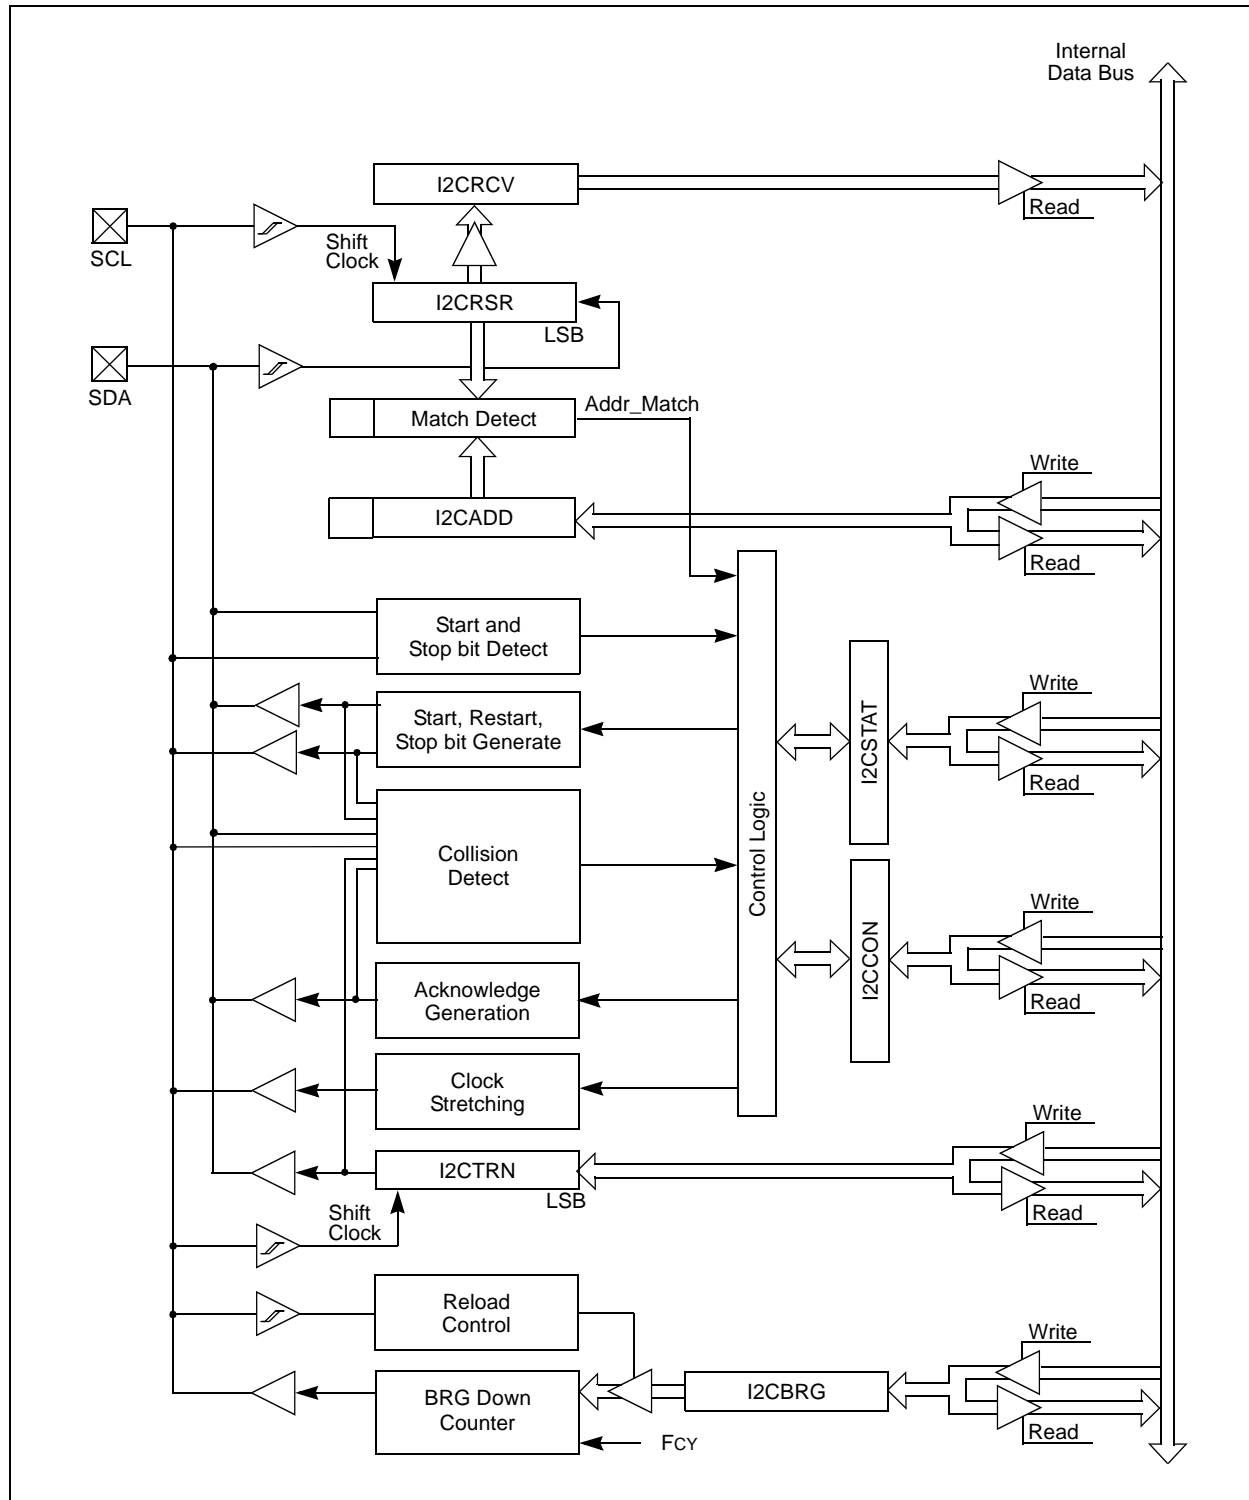 Internal
Data Bus
I2CRCV
Read
SCL
Shift
Clock
I2CRSR
LSB
SDA
Match Detect
Addr_Match
Write
I2CADD
Read
Start and
Stop bit Detect
Write
Start, Restart,
Stop bit Generate
I2CSTAT
Read
Control Logic
Collision
Detect
Write
I2CCON
Acknowledge
Generation
Read
Clock
Stretching
Write
I2CTRN
LSB
Shift
Clock
Read
Reload
Control
Write
I2CBRG
BRG Down
Counter
Read
FCY